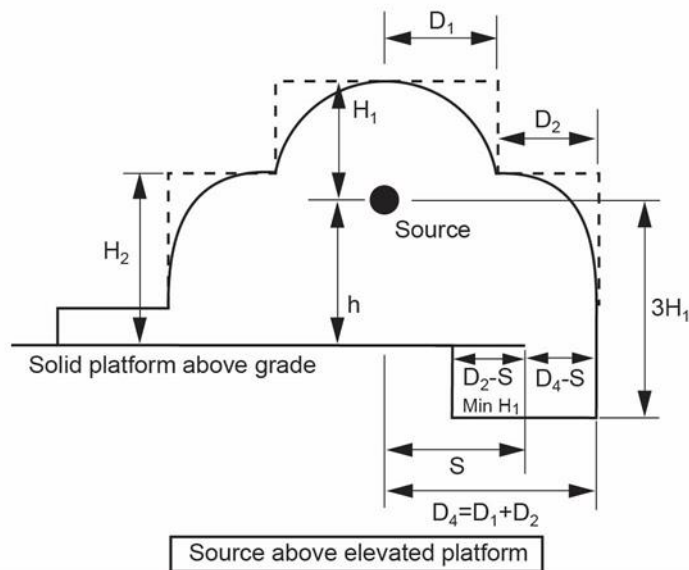 D₁
H₁
D₂
Source
H₂
h
3H₁
Solid platform above grade
D₂-S
D₄-S
Min H₁
S
D₄=D₁+D₂
Source above elevated platform